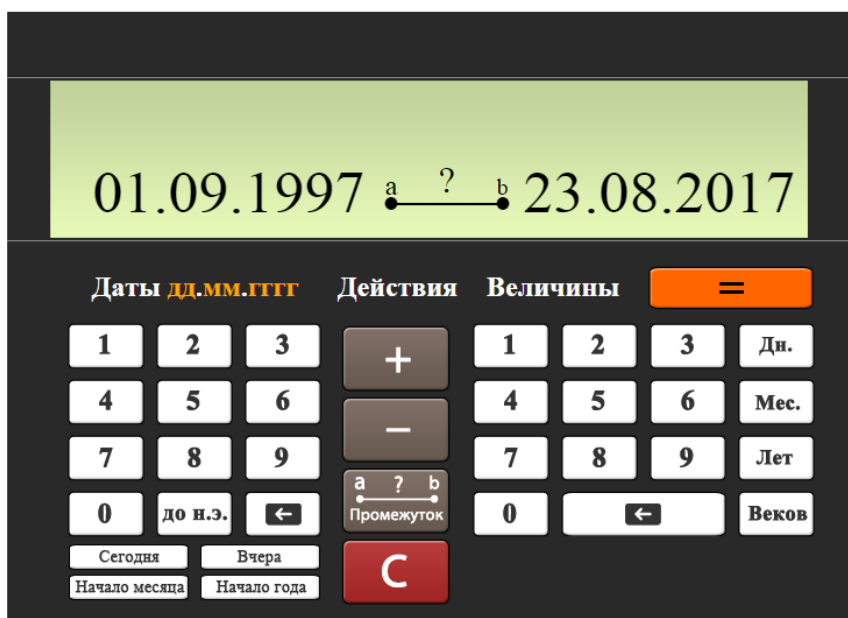 01.09.1997 a ? b 23.08.2017
Даты дд.мм.гггг Действия Величины =
1 2 3 + 1 2 3 Дн.
4 5 6 − 4 5 6 Мес.
7 8 9 a ? b 7 8 9 Лет
0 до н.э. ← Промежуток 0 ← Веков
Сегодня Вчера C
Начало месяца Начало года